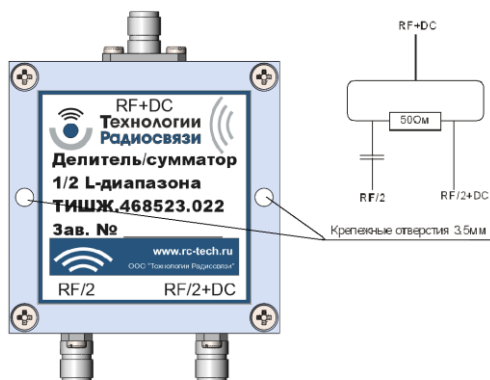 RF+DC
Технологии
Радиосвязи
Делитель/сумматор
1/2 L-диапазона
ТИШЖ.468523.022
Зав. №
www.rc-tech.ru
ООО "Технологии Радиосвязи"
RF/2 RF/2+DC
RF+DC
50Ом
RF/2 RF/2+DC
Крепежные отверстия 3.5мм